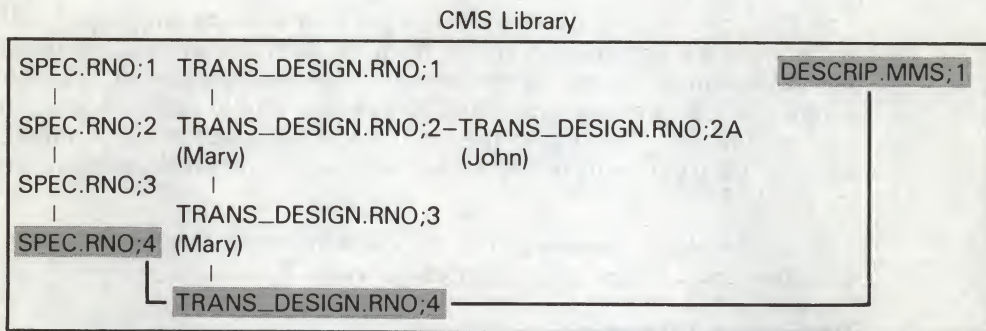 CMS Library
SPEC.RNO;1 TRANS_DESIGN.RNO;1 DESCRIP.MMS;1
SPEC.RNO;2 TRANS_DESIGN.RNO;2–TRANS_DESIGN.RNO;2A
(Mary) (John)
SPEC.RNO;3
TRANS_DESIGN.RNO;3
SPEC.RNO;4 (Mary)
TRANS_DESIGN.RNO;4